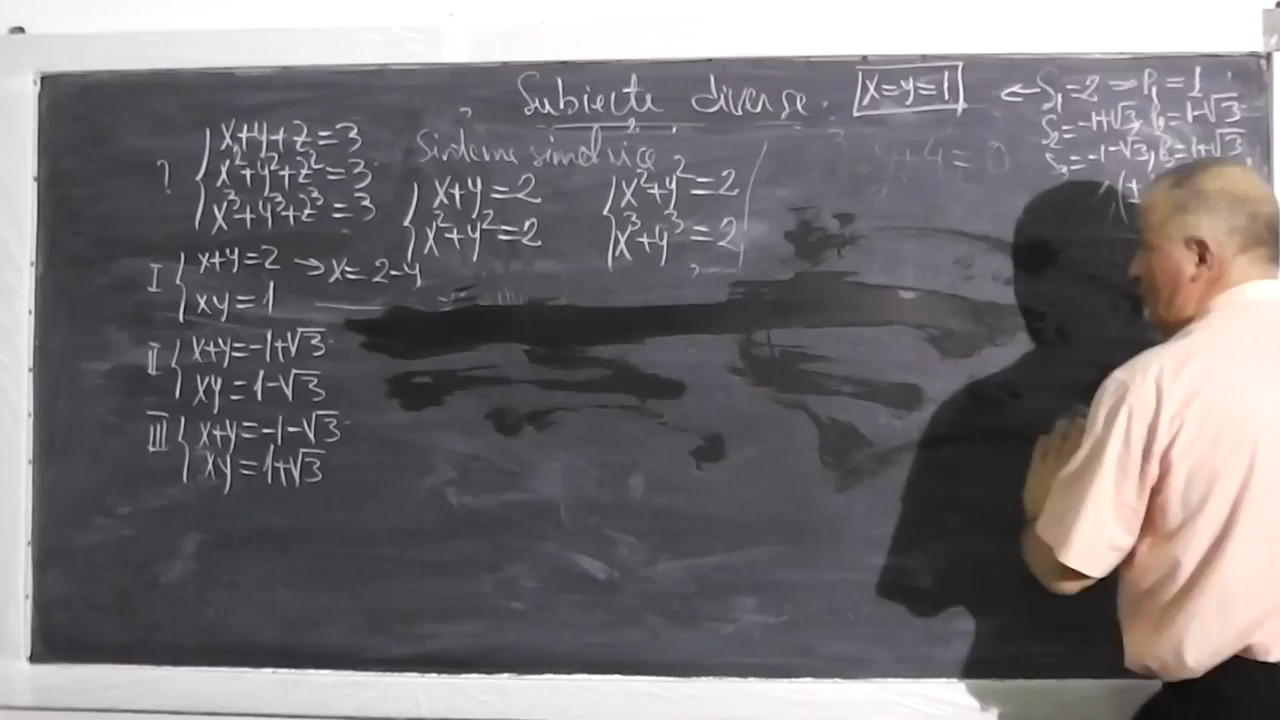 Subiecte diverse.
x=y=1
← S₁=2 ⇒ P₁=1
S₂=-1+√3, P₂=1-√3
S₃=-1-√3, P₃=1+√3
Sisteme simetrice
?
x+y+z=3
x²+y²+z²=3
x³+y³+z³=3
x+y=2
x²+y²=2
x²+y²=2
x³+y³=2
y+4=0
I
x+y=2 → x=2-y
xy=1
II
x+y=-1+√3
xy=1-√3
III
x+y=-1-√3
xy=1+√3